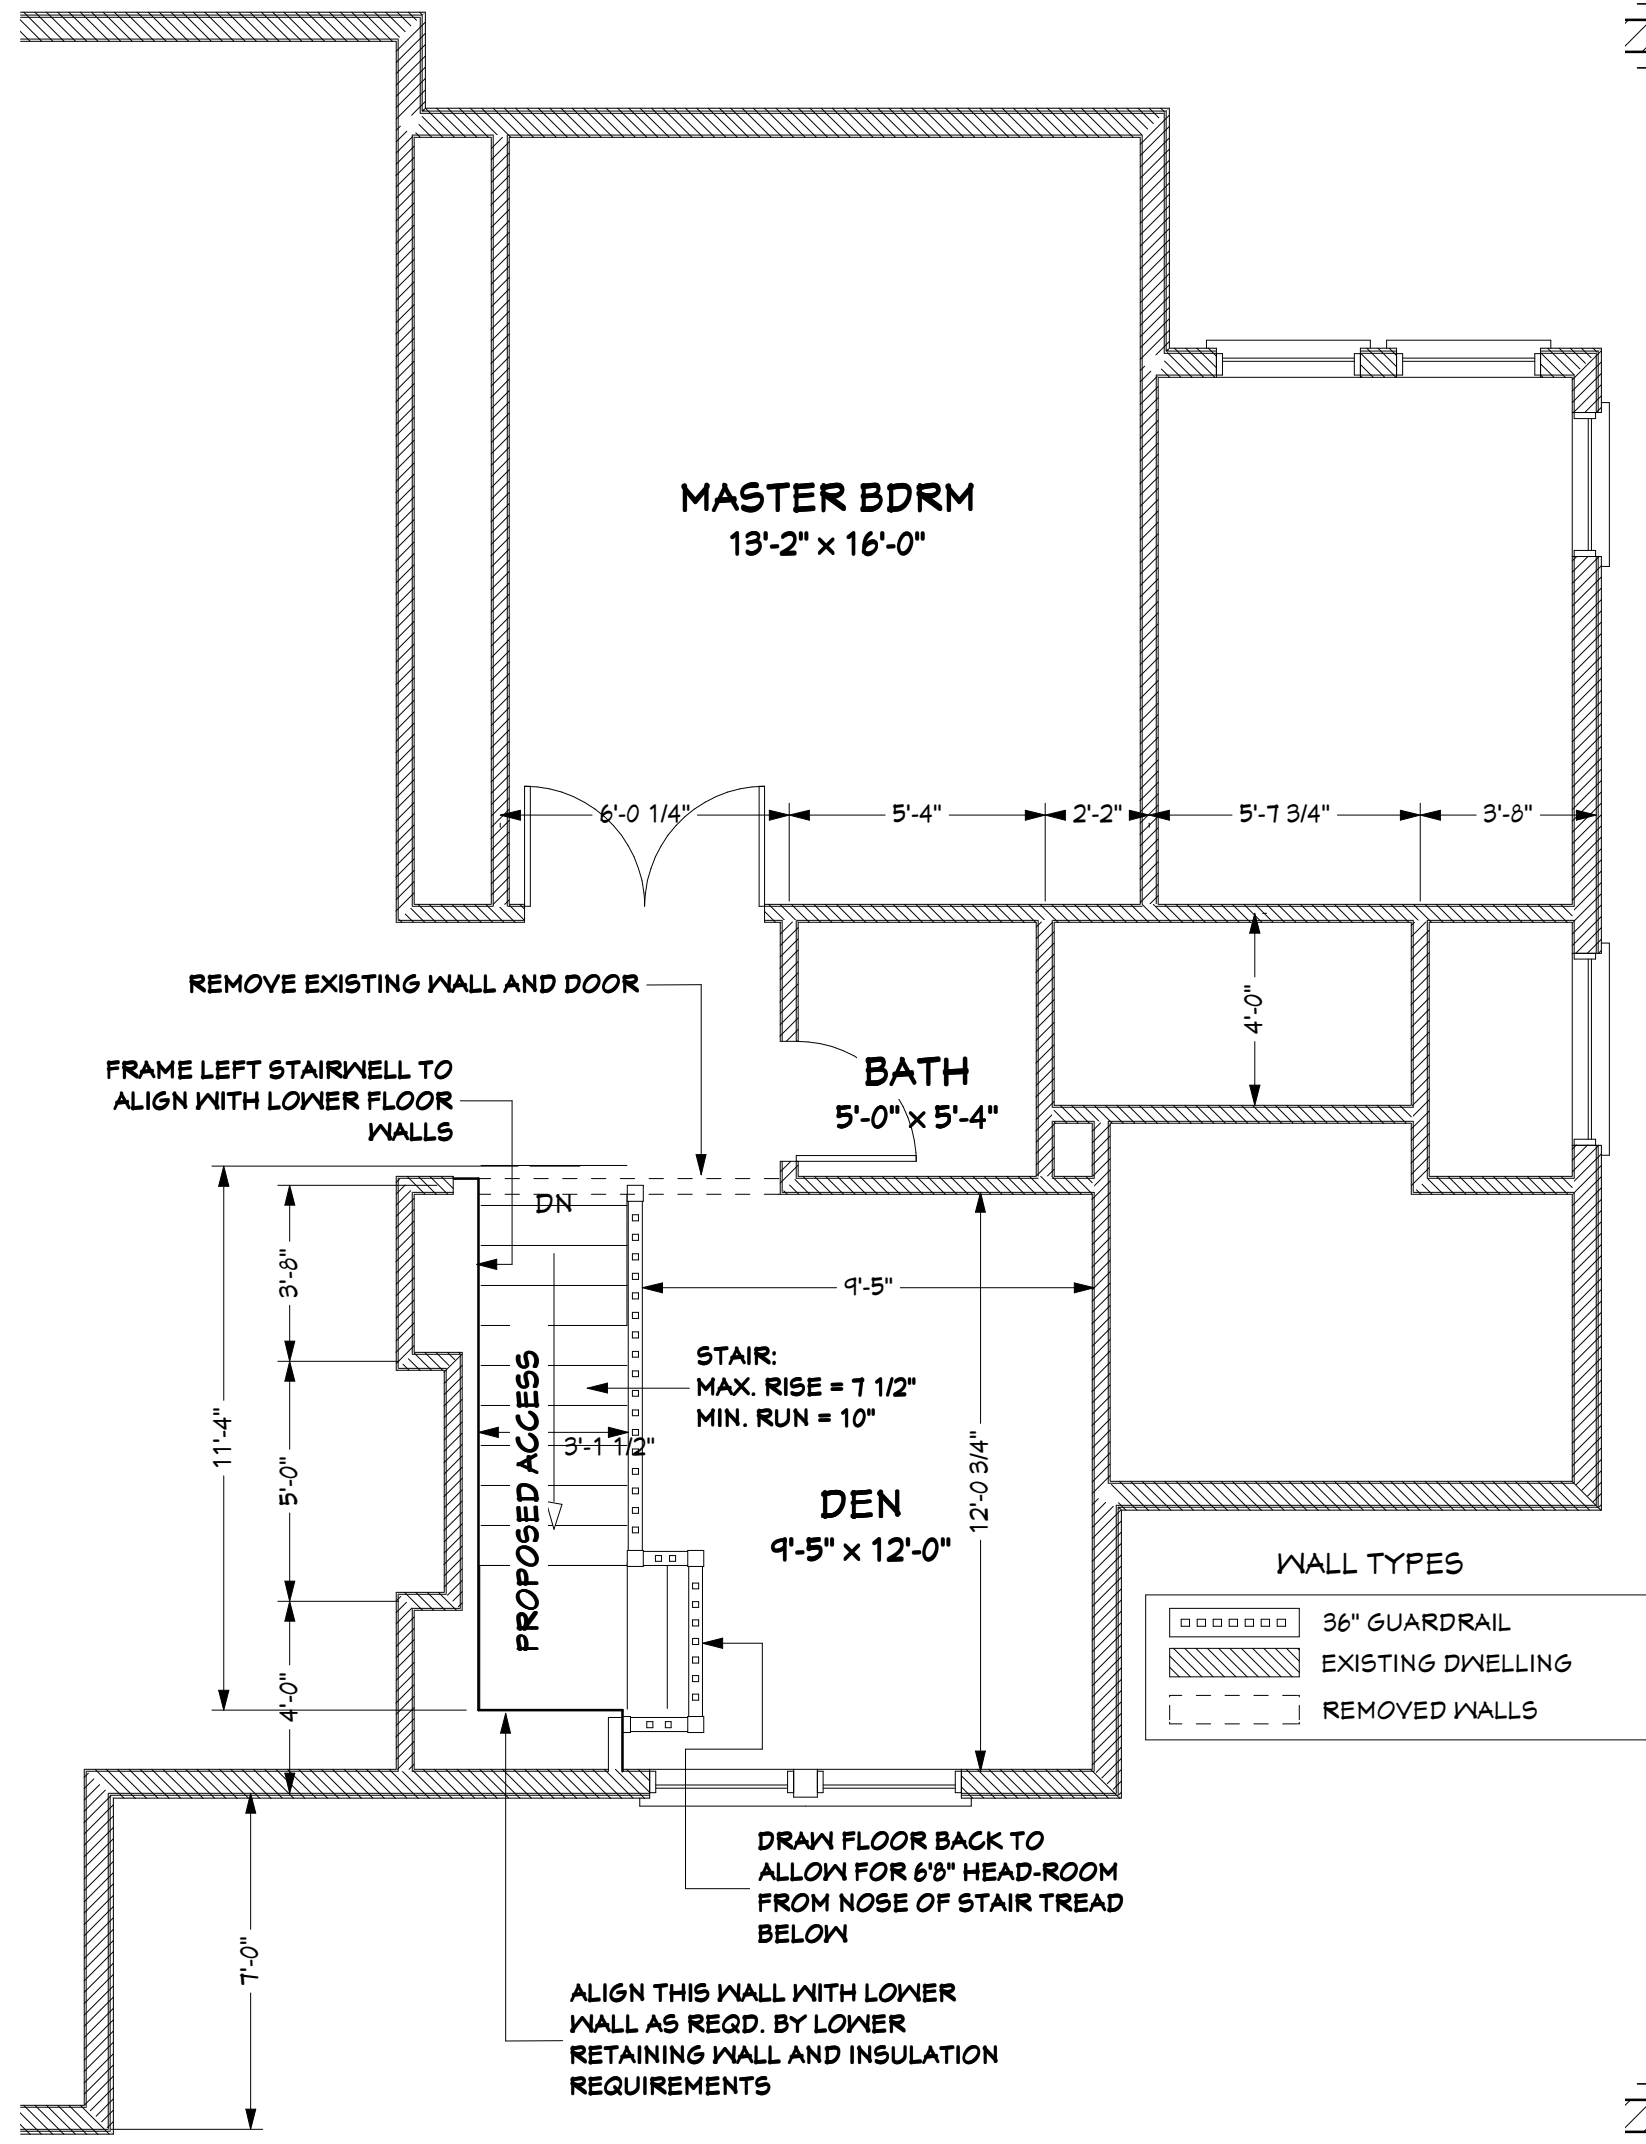 MASTER BDRM
13'-2" x 16'-0"
6'-0 1/4"
5'-4"
2'-2"
5'-7 3/4"
3'-8"
REMOVE EXISTING WALL AND DOOR
4'-0"
FRAME LEFT STAIRWELL TO
ALIGN WITH LOWER FLOOR
WALLS
BATH
5'-0" x 5'-4"
DN
3'-8"
9'-5"
STAIR:
MAX. RISE = 7 1/2"
MIN. RUN = 10"
11'-4"
5'-0"
PROPOSED ACCESS
3'-1 1/2"
12'-0 3/4"
DEN
9'-5" x 12'-0"
WALL TYPES
36" GUARDRAIL
EXISTING DWELLING
REMOVED WALLS
4'-0"
DRAW FLOOR BACK TO
ALLOW FOR 6'8" HEAD-ROOM
FROM NOSE OF STAIR TREAD
BELOW
7'-0"
ALIGN THIS WALL WITH LOWER
WALL AS REQD. BY LOWER
RETAINING WALL AND INSULATION
REQUIREMENTS